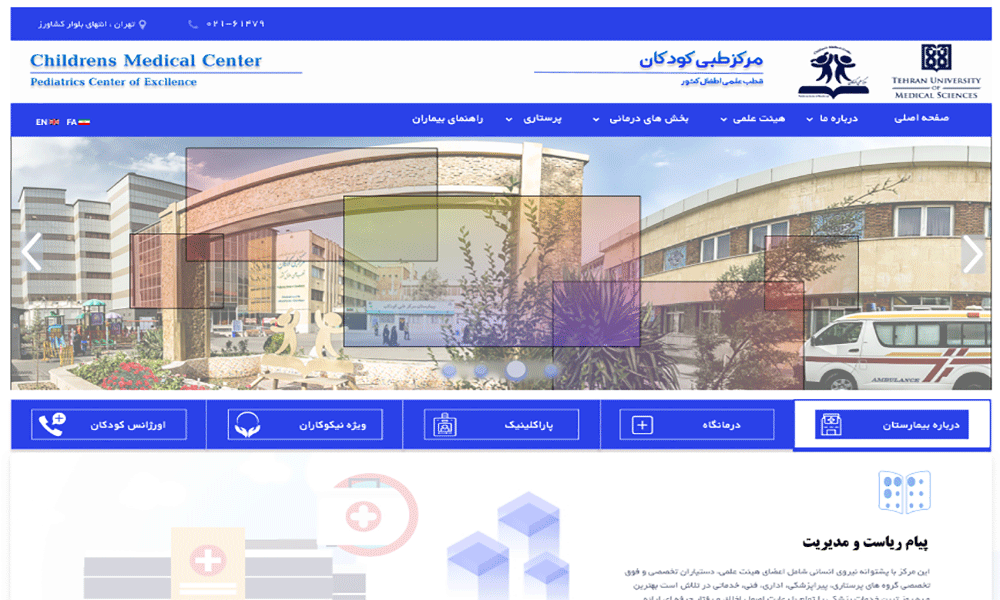 ۰۲۱-۶۱۴۷۹
تهران ، انتهای بلوار کشاورز
Childrens Medical Center
Pediatrics Center of Excllence
مرکز طبی کودکان
قطب علمی اطفال کشور
TEHRAN UNIVERSITY
OF
MEDICAL SCIENCES
صفحه اصلی
درباره ما
هیئت علمی
بخش های درمانی
پرستاری
راهنمای بیماران
FA
EN
AMBULANCE
درباره بیمارستان
درمانگاه
پاراکلینیک
ویژه نیکوکاران
اورژانس کودکان
پیام ریاست و مدیریت
این مرکز با پشتوانه نیروی انسانی شامل اعضای هیئت علمی، دستیاران تخصصی و فوق
تخصصی گروه های پرستاری، پیراپزشکی، اداری، فنی، خدماتی در تلاش است بهترین